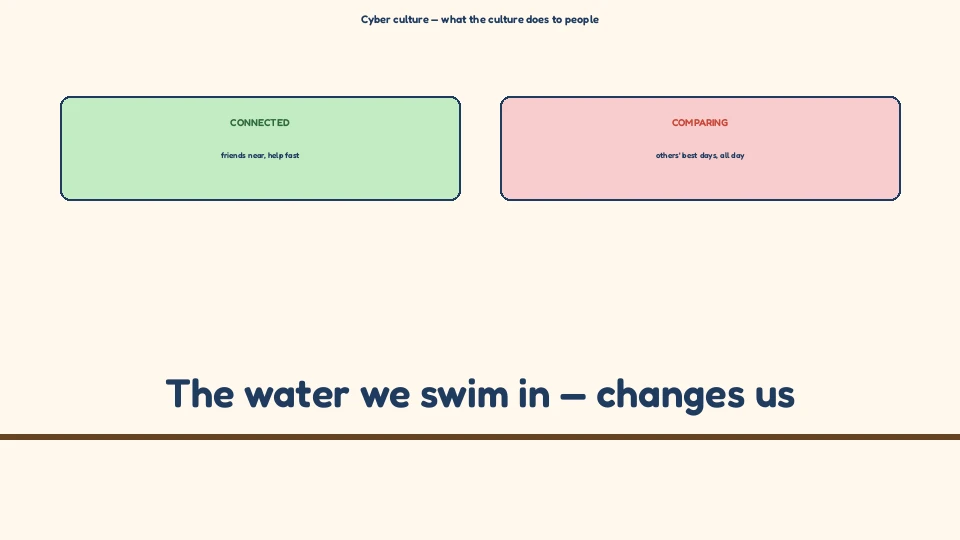 Cyber culture — what the culture does to people
CONNECTED
friends near, help fast
COMPARING
others' best days, all day
The water we swim in — changes us